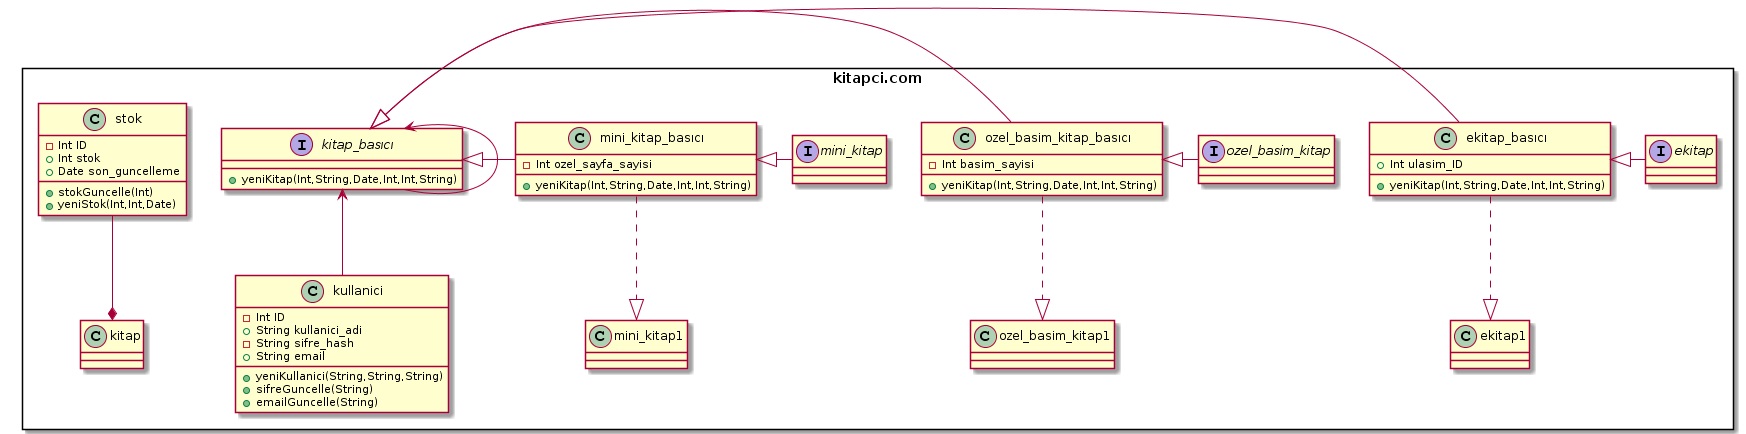 kitapci.com
C stok
Int ID
Int stok
Date son_guncelleme
stokGuncelle(Int)
yeniStok(Int,Int,Date)
I kitap_basıcı
yeniKitap(Int,String,Date,Int,Int,String)
C mini_kitap_basıcı
Int ozel_sayfa_sayisi
yeniKitap(Int,String,Date,Int,Int,String)
I mini_kitap
C ozel_basim_kitap_basıcı
Int basim_sayisi
yeniKitap(Int,String,Date,Int,Int,String)
I ozel_basim_kitap
C ekitap_basıcı
Int ulasim_ID
yeniKitap(Int,String,Date,Int,Int,String)
I ekitap
C kitap
C kullanici
Int ID
String kullanici_adi
String sifre_hash
String email
yeniKullanici(String,String,String)
sifreGuncelle(String)
emailGuncelle(String)
C mini_kitap1
C ozel_basim_kitap1
C ekitap1